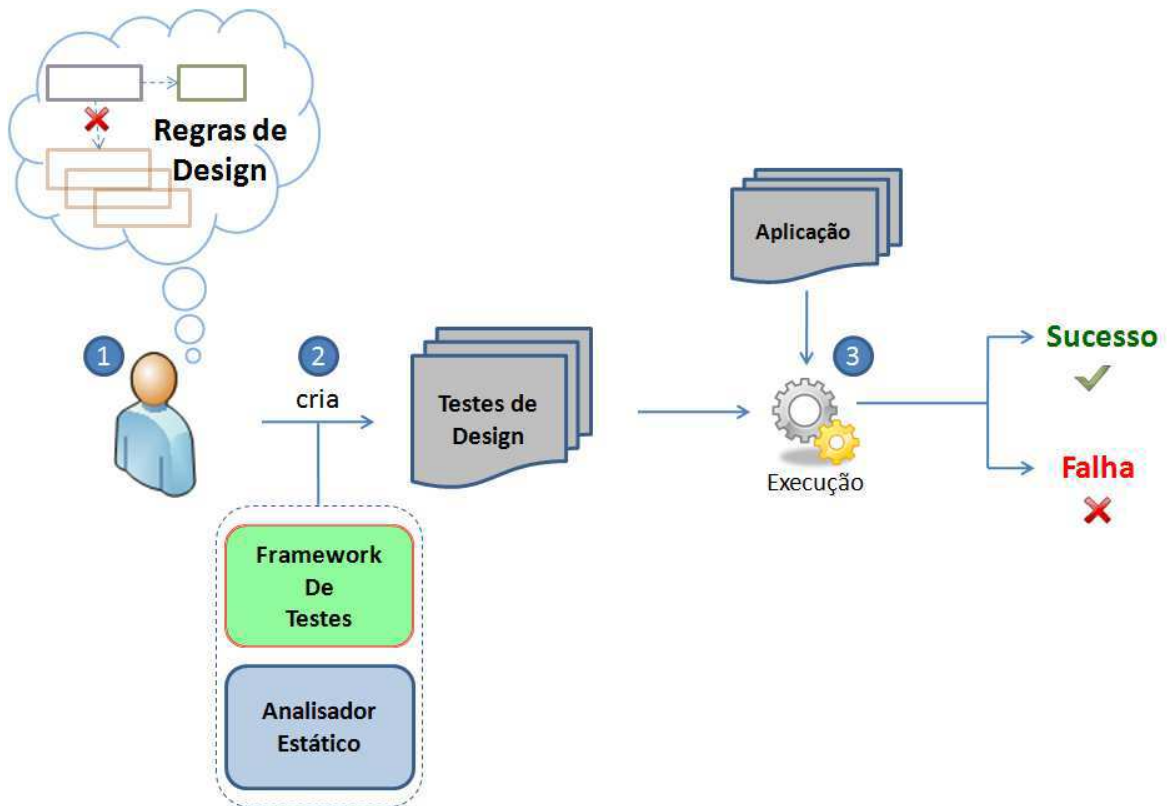 Regras de
Design
Aplicação
1
2
3
cria
Testes de
Design
Sucesso
Execução
Falha
Framework
De
Testes
Analisador
Estático